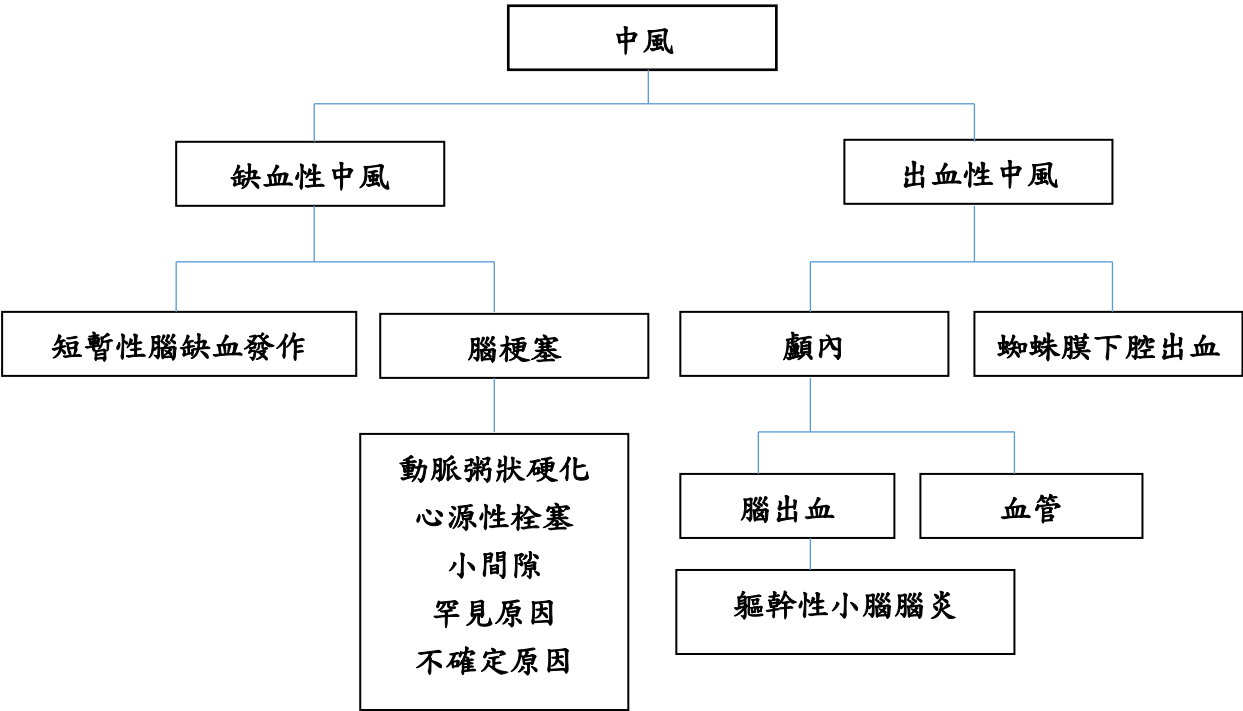 中風
缺血性中風
出血性中風
短暫性腦缺血發作
腦梗塞
顱內
蜘蛛膜下腔出血
動脈粥狀硬化
心源性栓塞
小間隙
罕見原因
不確定原因
腦出血
血管
軀幹性小腦腦炎